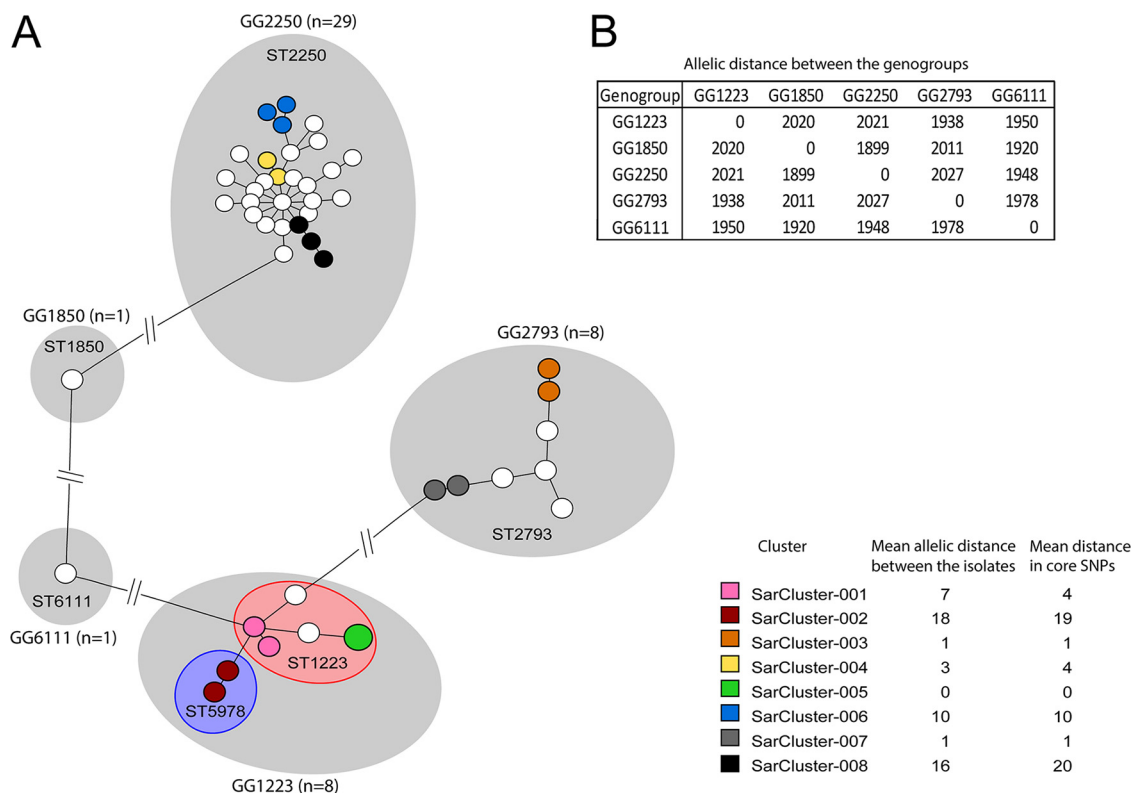 A
GG2250 (n=29)
ST2250
GG1850 (n=1)
ST1850
GG2793 (n=8)
ST2793
ST6111
GG6111 (n=1)
ST1223
ST5978
GG1223 (n=8)
B
Allelic distance between the genogroups
Genogroup GG1223 GG1850 GG2250 GG2793 GG6111
GG1223 0 2020 2021 1938 1950
GG1850 2020 0 1899 2011 1920
GG2250 2021 1899 0 2027 1948
GG2793 1938 2011 2027 0 1978
GG6111 1950 1920 1948 1978 0
Cluster Mean allelic distance Mean distance
between the isolates in core SNPs
SarCluster-001 7 4
SarCluster-002 18 19
SarCluster-003 1 1
SarCluster-004 3 4
SarCluster-005 0 0
SarCluster-006 10 10
SarCluster-007 1 1
SarCluster-008 16 20